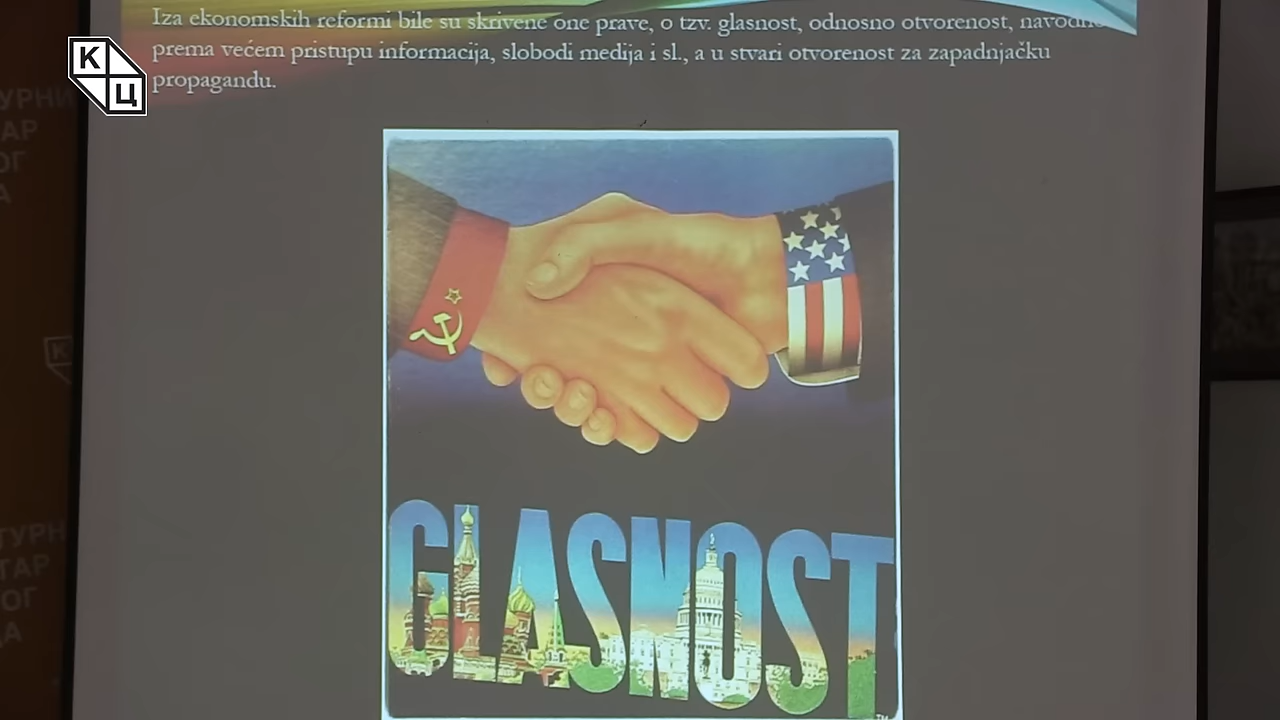 Iza ekonomskih reformi bile su skrivene one prave, o tzv. glasnost, odnosno otvorenost, navodno
prema većem pristupu informacija, slobodi medija i sl., a u stvari otvorenost za zapadnjačku
propagandu.
К
Ц
GLASNOST
TM